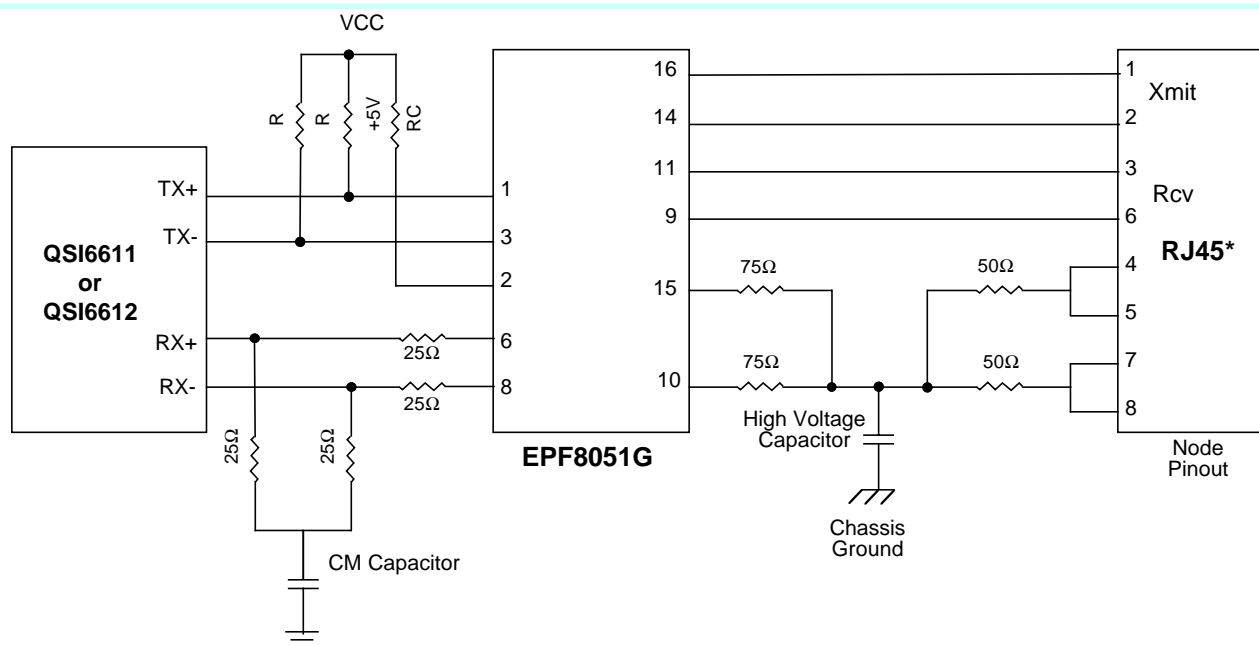 VCC
R
R
+5V
RC
QSI6611
or
QSI6612
TX+
TX-
RX+
RX-
25Ω
25Ω
25Ω
25Ω
CM Capacitor
1
3
2
6
8
16
14
11
9
15
10
EPF8051G
75Ω
75Ω
High Voltage
Capacitor
Chassis
Ground
50Ω
50Ω
1
Xmit
2
3
Rcv
6
RJ45*
4
5
7
8
Node
Pinout